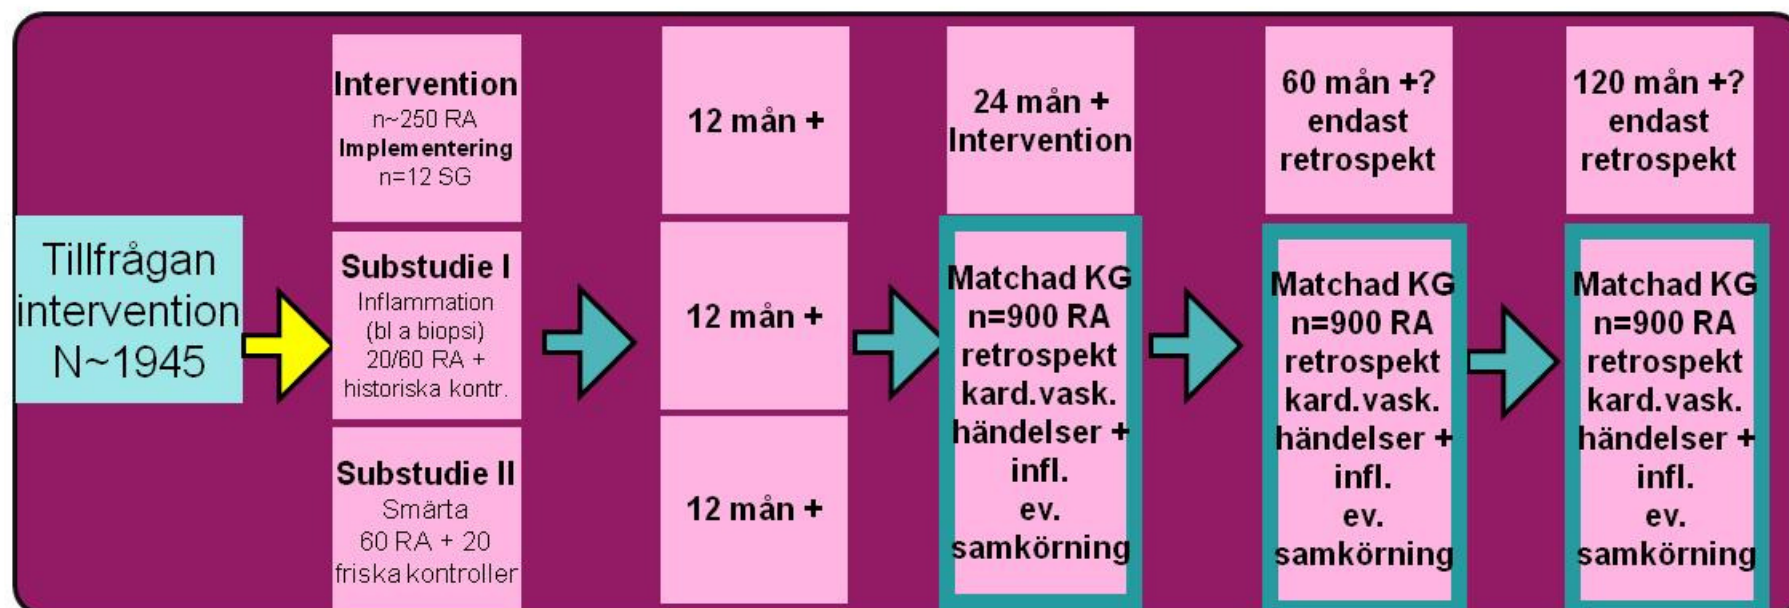 Tillfrågan
intervention
N~1945
Intervention
n~250 RA
Implementering
n=12 SG
Substudie I
Inflammation
(bl a biopsi)
20/60 RA +
historiska kontr.
Substudie II
Smärta
60 RA + 20
friska kontroller
12 mån +
12 mån +
12 mån +
24 mån +
Intervention
Matchad KG
n=900 RA
retrospekt
kard.vask.
händelser +
infl.
ev.
samkörning
60 mån +?
endast
retrospekt
Matchad KG
n=900 RA
retrospekt
kard.vask.
händelser +
infl.
ev.
samkörning
120 mån +?
endast
retrospekt
Matchad KG
n=900 RA
retrospekt
kard.vask.
händelser +
infl.
ev.
samkörning